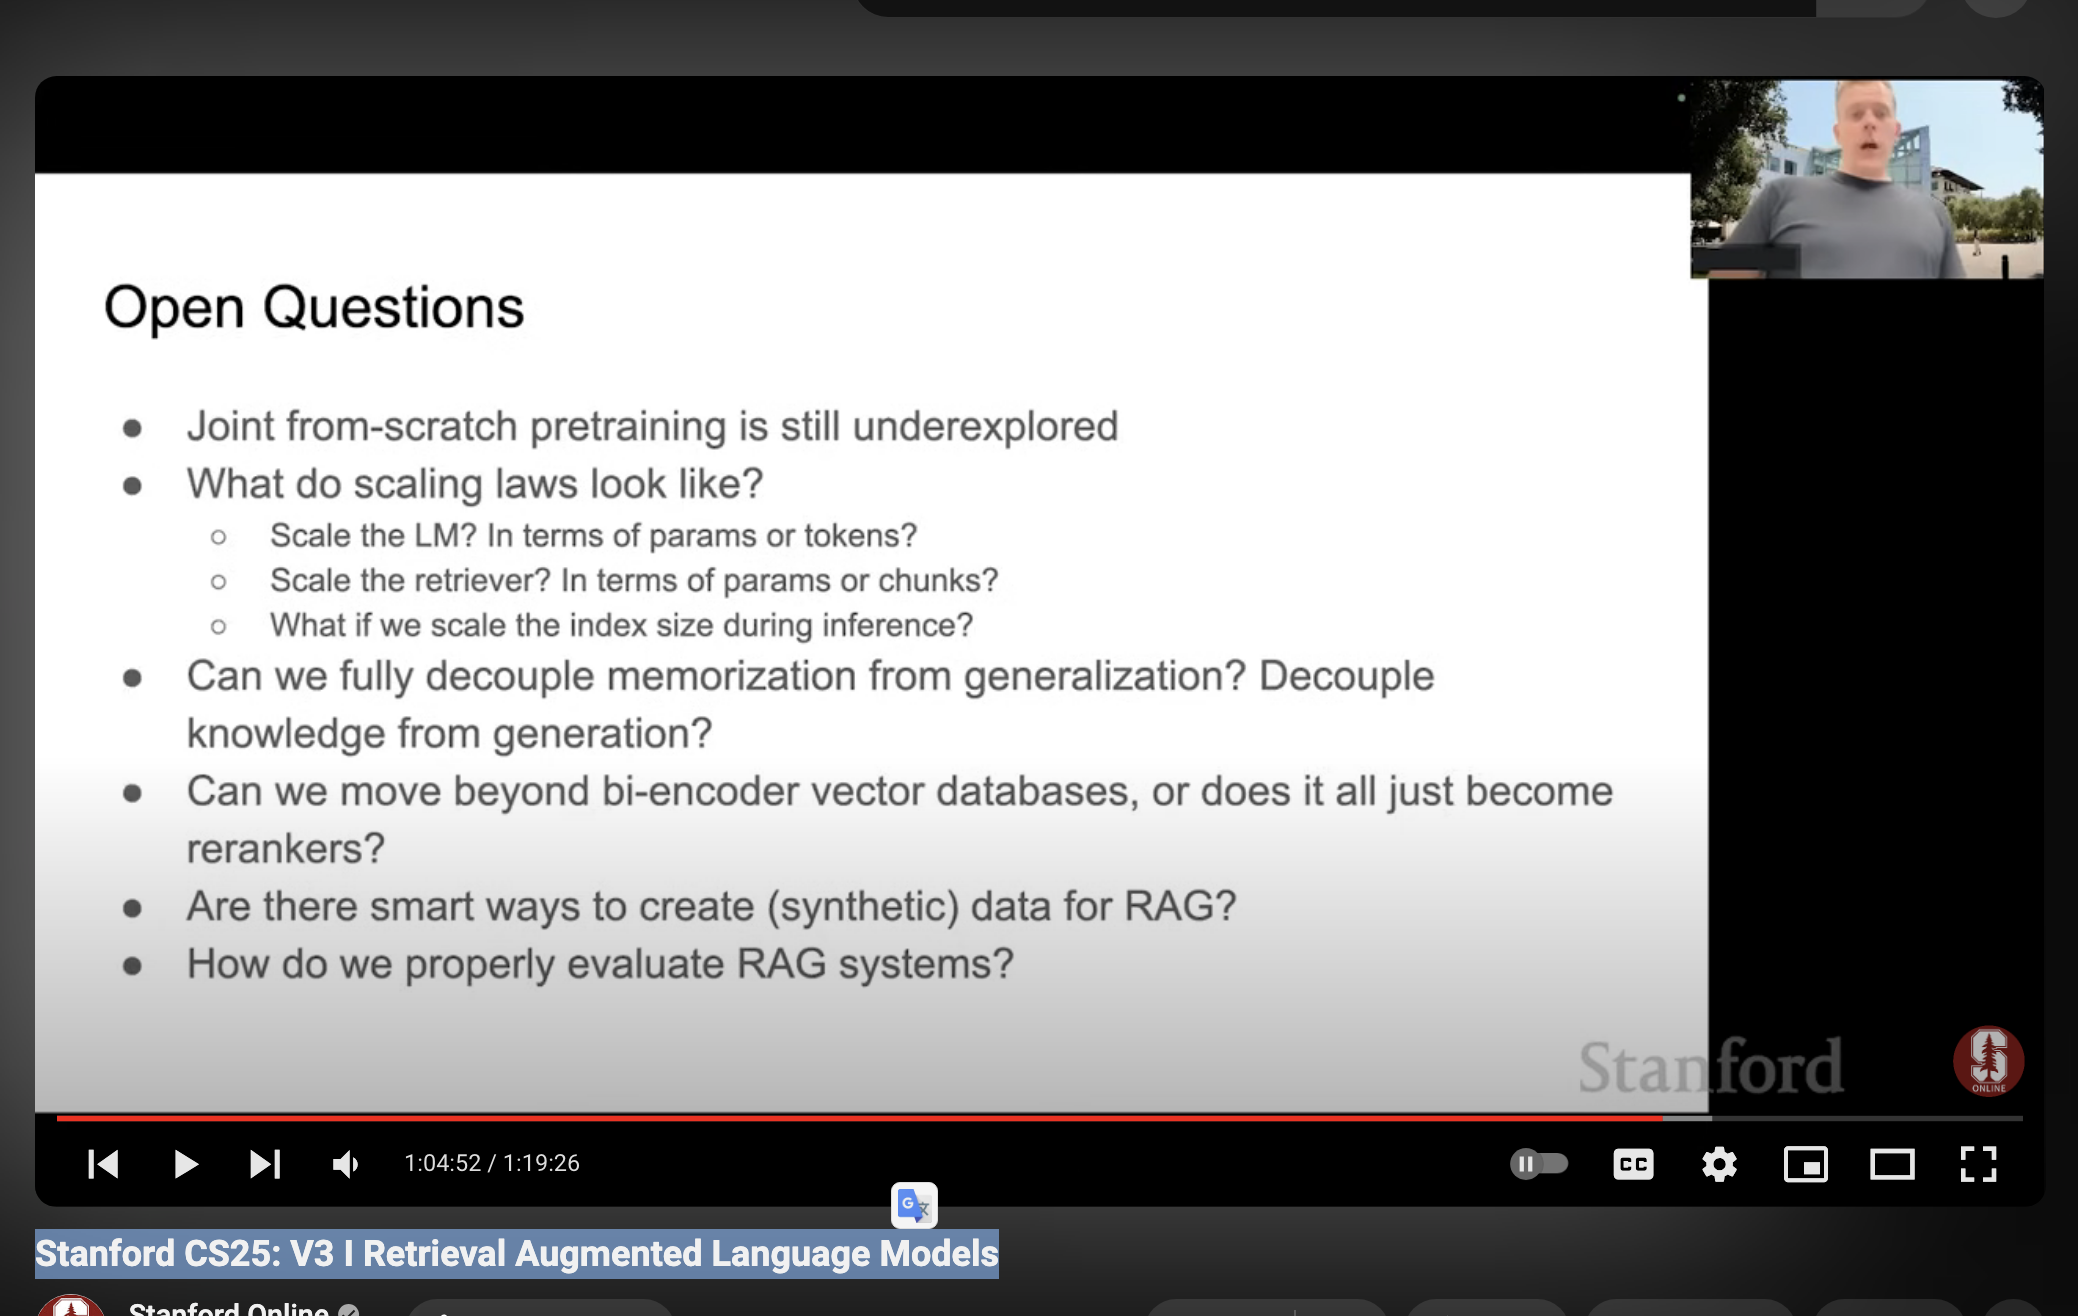 Open Questions
Joint from-scratch pretraining is still underexplored
What do scaling laws look like?
Scale the LM? In terms of params or tokens?
Scale the retriever? In terms of params or chunks?
What if we scale the index size during inference?
Can we fully decouple memorization from generalization? Decouple
knowledge from generation?
Can we move beyond bi-encoder vector databases, or does it all just become
rerankers?
Are there smart ways to create (synthetic) data for RAG?
How do we properly evaluate RAG systems?
Stanford
S
ONLINE
1:04:52 / 1:19:26
CC
G
Stanford CS25: V3 I Retrieval Augmented Language Models
Stanford Online